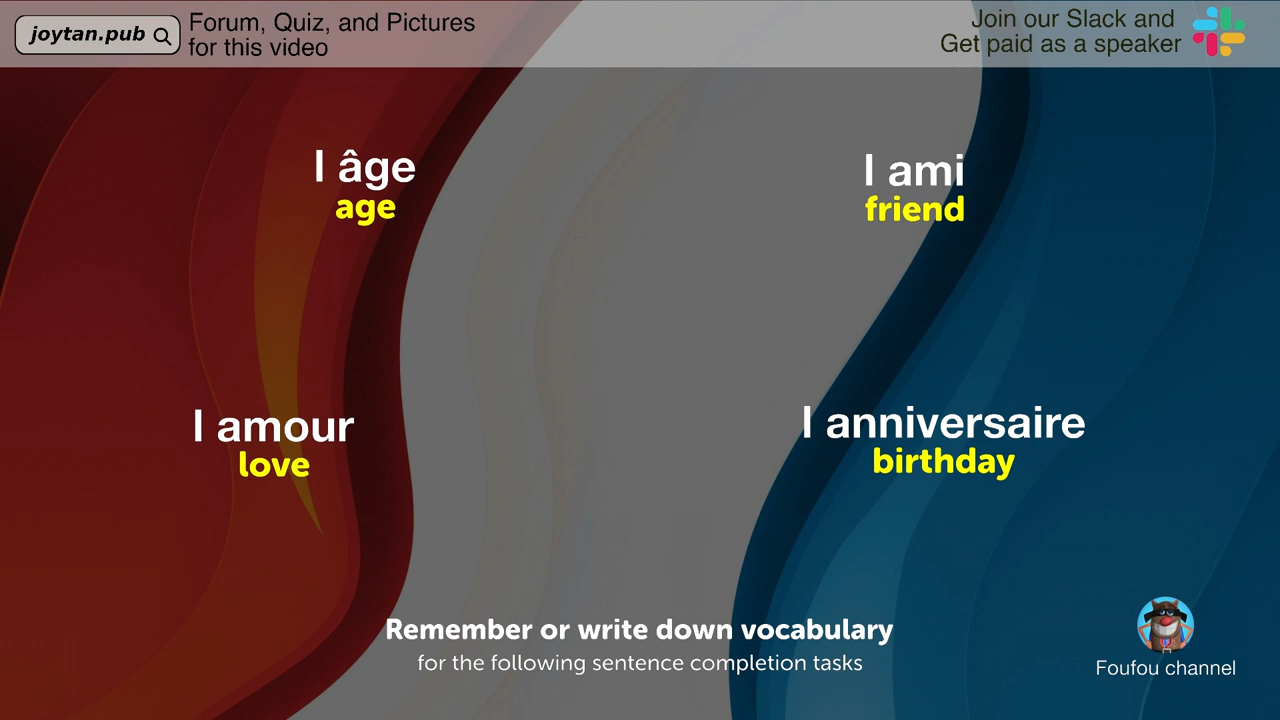 joytan.pub
Forum, Quiz, and Pictures
for this video
Join our Slack and
Get paid as a speaker
l âge
age
l ami
friend
l amour
love
l anniversaire
birthday
Remember or write down vocabulary
for the following sentence completion tasks
Foufou channel